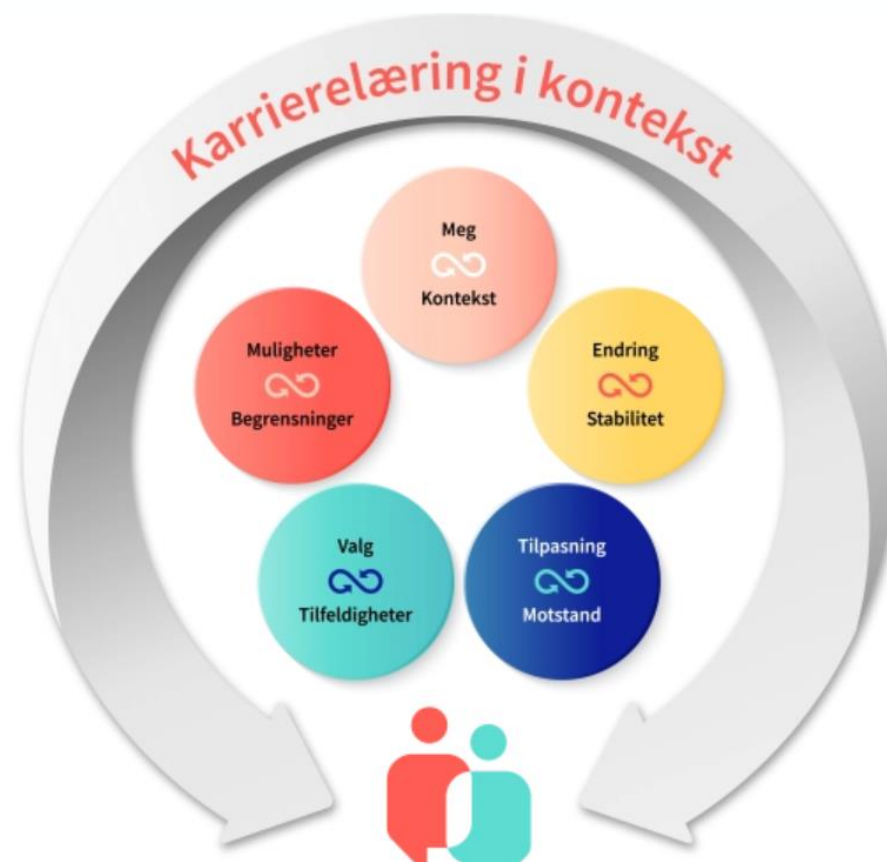 Karrierelæring i kontekst
Meg
Kontekst
Muligheter
Begrensninger
Endring
Stabilitet
Valg
Tilfeldigheter
Tilpasning
Motstand